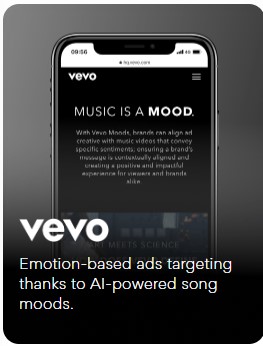 09:56
hq.vevo.com
vevo
MUSIC IS A MOOD.
With Vevo Moods, brands can align ad
creative with music videos that convey
specific sentiments; ensuring a brand's
message is contextually aligned and
creating a positive and impactful
experience for viewers and brands
alike.
ART MEETS SCIENCE
vevo
Emotion-based ads targeting
thanks to AI-powered song
moods.